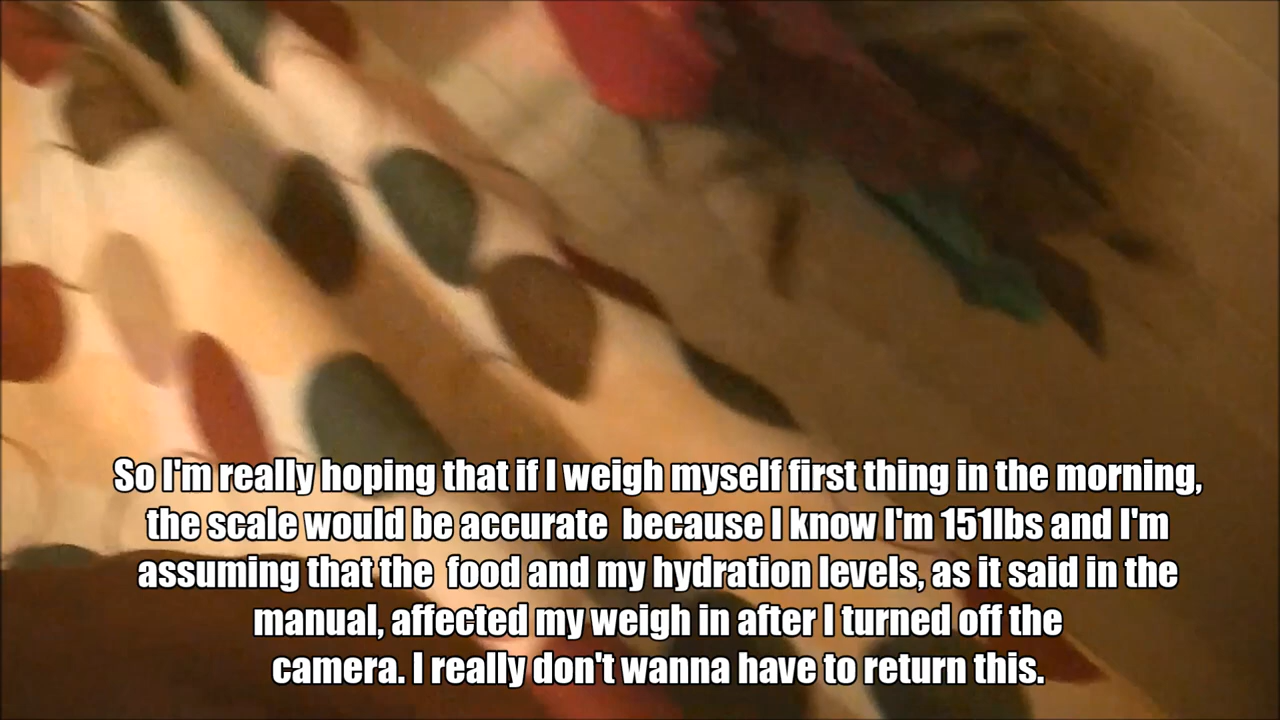 So I'm really hoping that if I weigh myself first thing in the morning,
the scale would be accurate  because I know I'm 151lbs and I'm
assuming that the  food and my hydration levels, as it said in the
manual, affected my weigh in after I turned off the
camera. I really don't wanna have to return this.